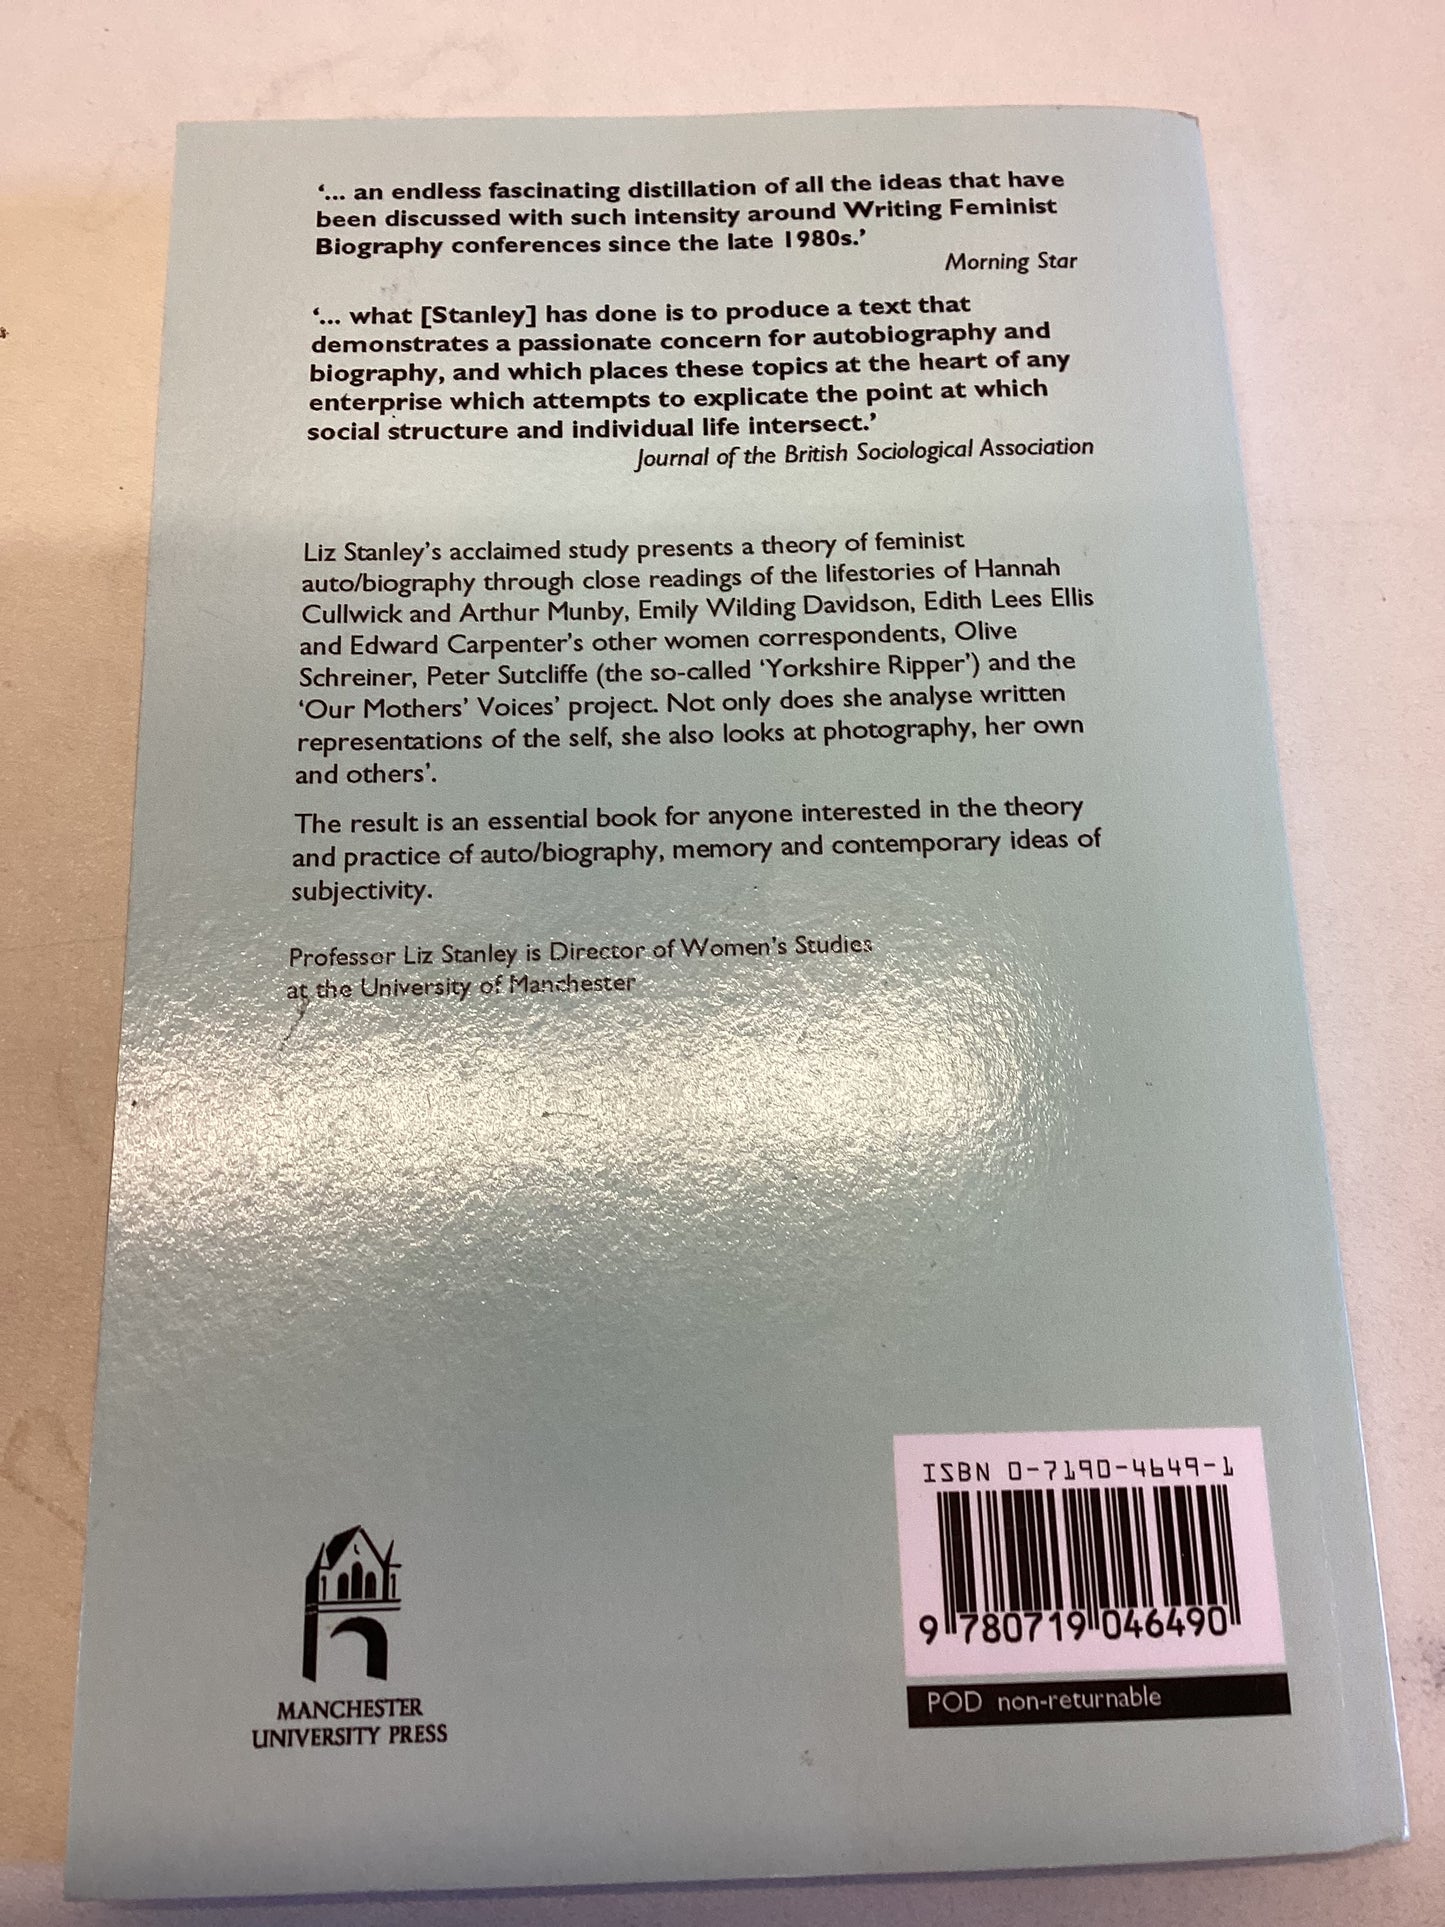 ‘... an endless fascinating distillation of all the ideas that have
been discussed with such intensity around Writing Feminist
Biography conferences since the late 1980s.’
Morning Star
‘... what [Stanley] has done is to produce a text that
demonstrates a passionate concern for autobiography and
biography, and which places these topics at the heart of any
enterprise which attempts to explicate the point at which
social structure and individual life intersect.’
Journal of the British Sociological Association
Liz Stanley’s acclaimed study presents a theory of feminist
auto/biography through close readings of the lifestories of Hannah
Cullwick and Arthur Munby, Emily Wilding Davidson, Edith Lees Ellis
and Edward Carpenter’s other women correspondents, Olive
Schreiner, Peter Sutcliffe (the so-called ‘Yorkshire Ripper’) and the
‘Our Mothers’ Voices’ project. Not only does she analyse written
representations of the self, she also looks at photography, her own
and others’.
The result is an essential book for anyone interested in the theory
and practice of auto/biography, memory and contemporary ideas of
subjectivity.
Professor Liz Stanley is Director of Women’s Studies
at the University of Manchester
MANCHESTER
UNIVERSITY PRESS
ISBN 0-7190-4649-1
9 780719 046490
POD non-returnable